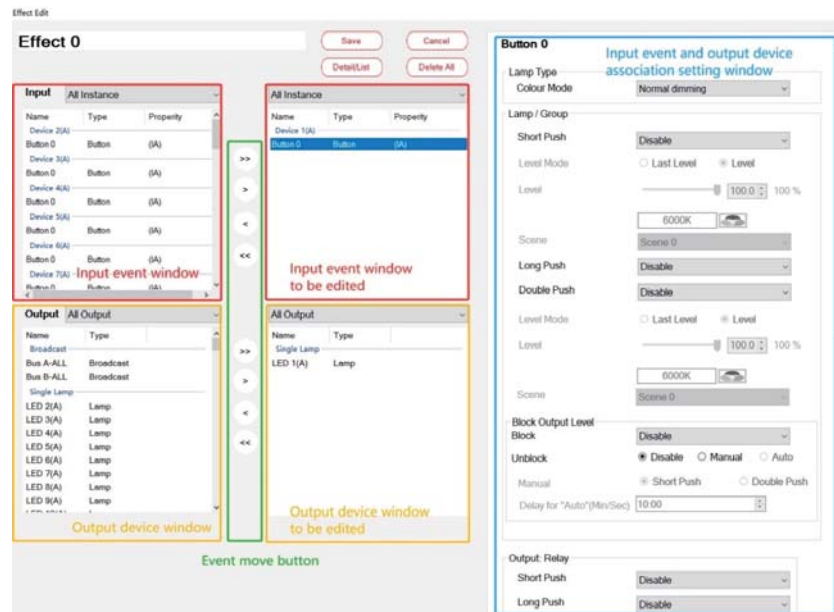 Effect Edit
Effect 0
Save
Cancel
Detail/List
Delete All
Input
All Instance
Name Type Properity
Device 2(A)
Button 0 Button (IA)
Device 3(A)
Button 0 Button (IA)
Device 4(A)
Button 0 Button (IA)
Device 5(A)
Button 0 Button (IA)
Device 6(A)
Button 0 Button (IA)
Device 7(A)
Button 0 Button (IA)
Input event window
>>
>
<
<<
All Instance
Name Type Properity
Device 1(A)
Button 0 Button (IA)
Input event window
to be edited
Output
All Output
Name Type
Broadcast
Bus A-ALL Broadcast
Bus B-ALL Broadcast
Single Lamp
LED 2(A) Lamp
LED 3(A) Lamp
LED 4(A) Lamp
LED 5(A) Lamp
LED 6(A) Lamp
LED 7(A) Lamp
LED 8(A) Lamp
LED 9(A) Lamp
Output device window
>>
>
<
<<
All Output
Name Type
Single Lamp
LED 1(A) Lamp
Output device window
to be edited
Event move button
Button 0
Input event and output device
association setting window
Lamp Type
Colour Mode Normal dimming
Lamp / Group
Short Push Disable
Level Mode Last Level Level
Level 100.0 100 %
6000K
Scene Scene 0
Long Push Disable
Double Push Disable
Level Mode Last Level Level
Level 100.0 100 %
6000K
Scene Scene 0
Block Output Level
Block Disable
Unblock Disable Manual Auto
Manual Short Push Double Push
Delay for "Auto"(Min/Sec) 10:00
Output: Relay
Short Push Disable
Long Push Disable